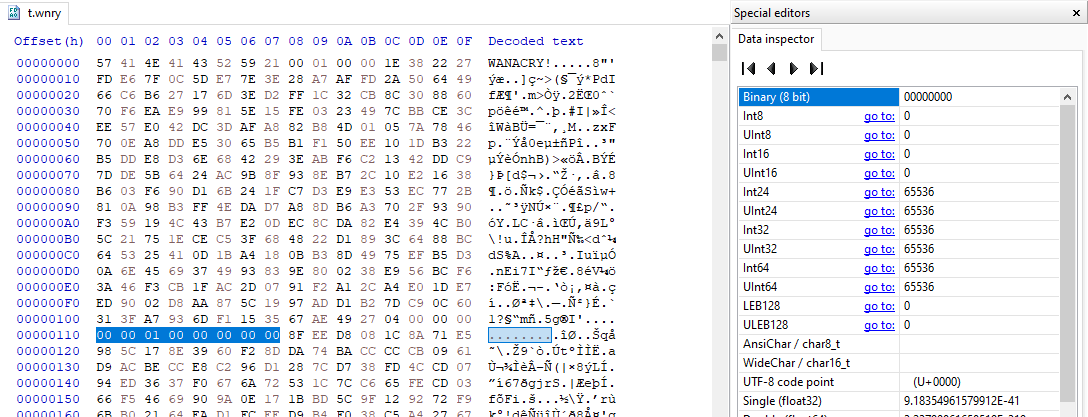 t.wnry
Special editors
Data inspector
Offset(h) 00 01 02 03 04 05 06 07 08 09 0A 0B 0C 0D 0E 0F Decoded text
00000000 57 41 4E 41 43 52 59 21 00 01 00 00 1E 38 22 27 WANACRY!.....8"'
00000010 FD E6 7F 0C 5D E7 7E 3E 28 A7 AF FD 2A 50 64 49 ýæ..]ç~>(§¯ý*PdI
00000020 66 C6 B6 27 17 6D 3E D2 FF 1C 32 CB 8C 30 88 60 fÆ¶'.m>Òÿ.2ËŒ0ˆ`
00000030 70 F6 EA E9 99 81 5E 15 FE 03 23 49 7C BB CE 3C
00000040 EE 57 E0 42 DC 3D AF A8 82 B8 4D 01 05 7A 78 46 îWàBÜ=¯¨‚¸M..zxF
00000050 70 0E A8 DD E5 30 65 B5 B1 F1 50 EE 10 1D B3 22
00000060 B5 DD E8 D3 3E 6E 68 42 29 3E AB F6 C2 13 42 DD C9
00000070 7D DE 5B 64 24 AC 9B 8F 93 8E B7 2C 10 E2 16 38
00000080 B6 03 F6 90 D1 6B 24 1F C7 D3 E9 E3 53 EC 77 2B ¶.ö.Ñk$.ÇÓéãSìw+
00000090 81 0A 98 B3 FF 4E DA D7 A8 8D B6 A3 70 2F 93 90
000000A0 F3 59 19 4C 43 B7 E2 0D EC 8C DA 82 E4 39 4C B0 óY.LC·â.ìŒÚ‚ä9L°
000000B0 5C 21 75 1E CE C5 3F 68 48 22 D1 89 3C 64 88 BC \!u.ÎÅ?hH"Ñ‰<dˆ¼
000000C0 64 53 25 41 0D 1B A4 18 0B B3 8D 49 75 EF B5 D3
000000D0 0A 6E 45 69 37 49 93 83 9E 80 02 38 E9 56 BC F6 .nEi7I“ƒž€.8éV¼ö
000000E0 3A 46 F3 CB 1F AC 2D 07 91 F2 A1 2C A4 E0 1D E7 :FóË.¬-.‘ò¡,¤à.ç
000000F0 ED 90 02 D8 AA 87 5C 19 97 AD D1 B2 7D C9 0C 60
00000100 31 3F A7 93 6D F1 15 35 67 AE 49 27 04 00 00 00
00000110 00 00 01 00 00 00 00 00 8F EE D8 08 1C 8A 71 E5 .........îØ..Šqå
00000120 98 5C 17 8E 39 60 F2 8D DA 74 BA CC CC CB 09 61 ˜\.Ž9`ò.ÚtºÌÌË.a
00000130 D9 AC BE CC E8 C2 96 D1 28 7C D7 38 FD 4C CD 07 Ù¬¾ÌèÂ–Ñ(|×8ýLÍ.
00000140 94 ED 36 37 F0 67 6A 72 53 1C 7C C6 65 FE CD 03 ”í67ðgjrS.|ÆeþÍ.
00000150 66 F5 46 69 90 9A 0E 17 BD BC 5C 9F 12 92 72 F9
Binary (8 bit) 00000000
Int8 go to: 0
UInt8 go to: 0
Int16 go to: 0
UInt16 go to: 0
Int24 go to: 65536
UInt24 go to: 65536
Int32 go to: 65536
UInt32 go to: 65536
Int64 go to: 65536
UInt64 go to: 65536
LEB128 go to: 0
ULEB128 go to: 0
AnsiChar / char8_t
WideChar / char16_t
UTF-8 code point (U+0000)
Single (float32) 9.18354961579912E-41